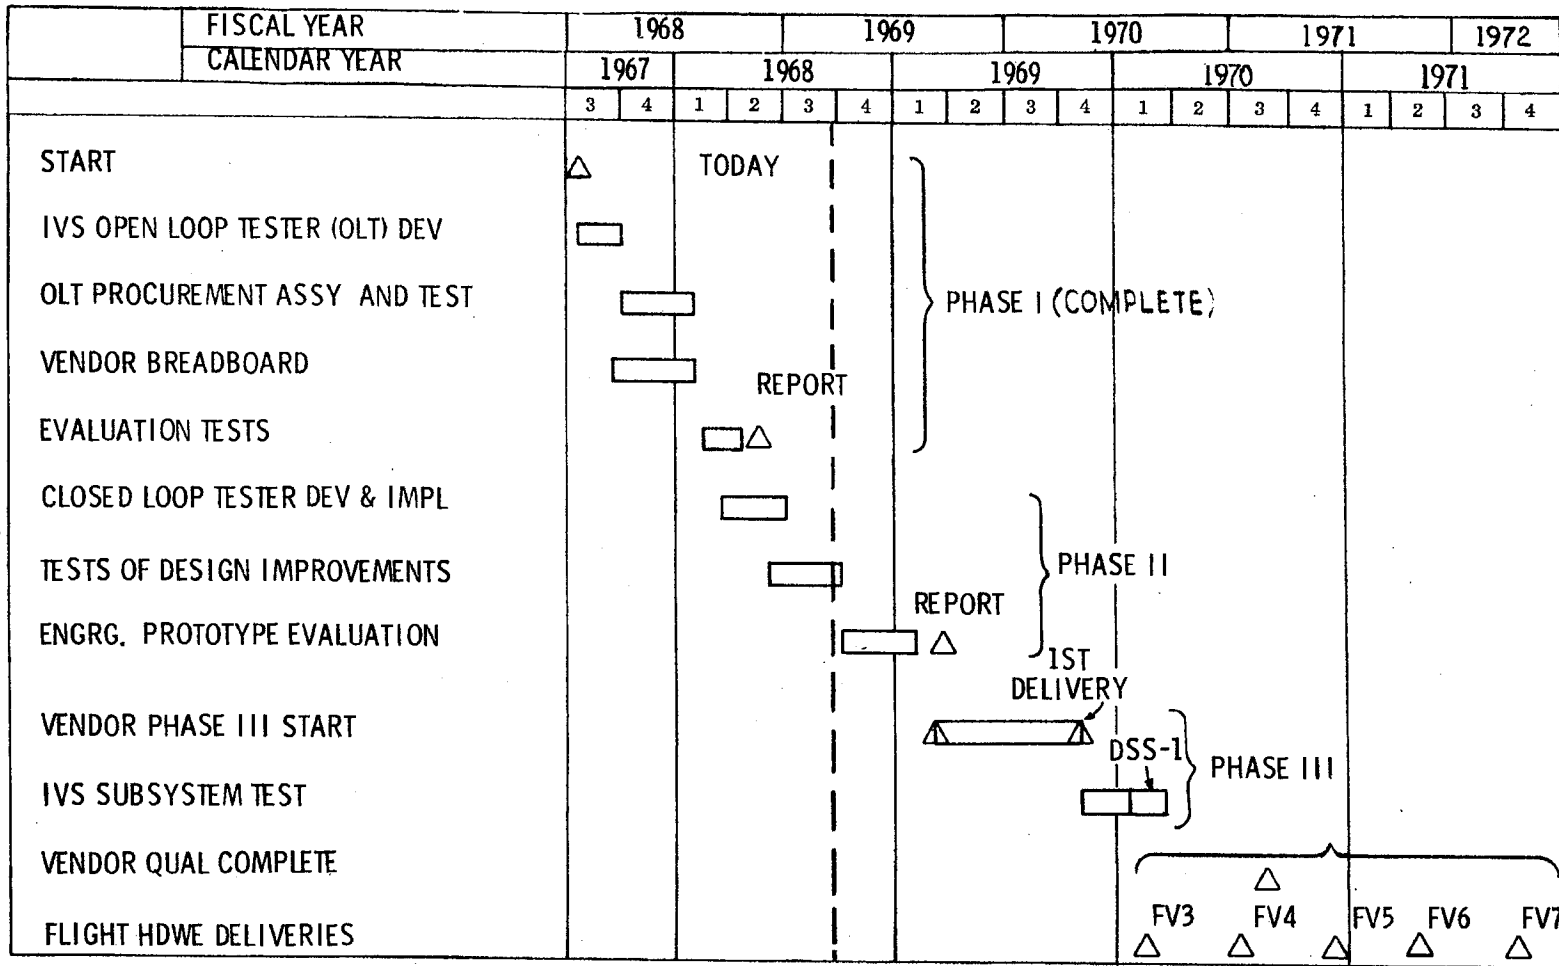 FISCAL YEAR 1968 1969 1970 1971 1972
CALENDAR YEAR 1967 1968 1969 1970 1971
3 4 1 2 3 4 1 2 3 4 1 2 3 4 1 2 3 4
START TODAY
IVS OPEN LOOP TESTER (OLT) DEV
OLT PROCUREMENT ASSY AND TEST PHASE I (COMPLETE)
VENDOR BREADBOARD
REPORT
EVALUATION TESTS
CLOSED LOOP TESTER DEV & IMPL
TESTS OF DESIGN IMPROVEMENTS PHASE II
REPORT
ENGRG. PROTOTYPE EVALUATION
1ST
DELIVERY
VENDOR PHASE III START
DSS-1 PHASE III
IVS SUBSYSTEM TEST
VENDOR QUAL COMPLETE
FV3 FV4 FV5 FV6 FV7
FLIGHT HDWE DELIVERIES